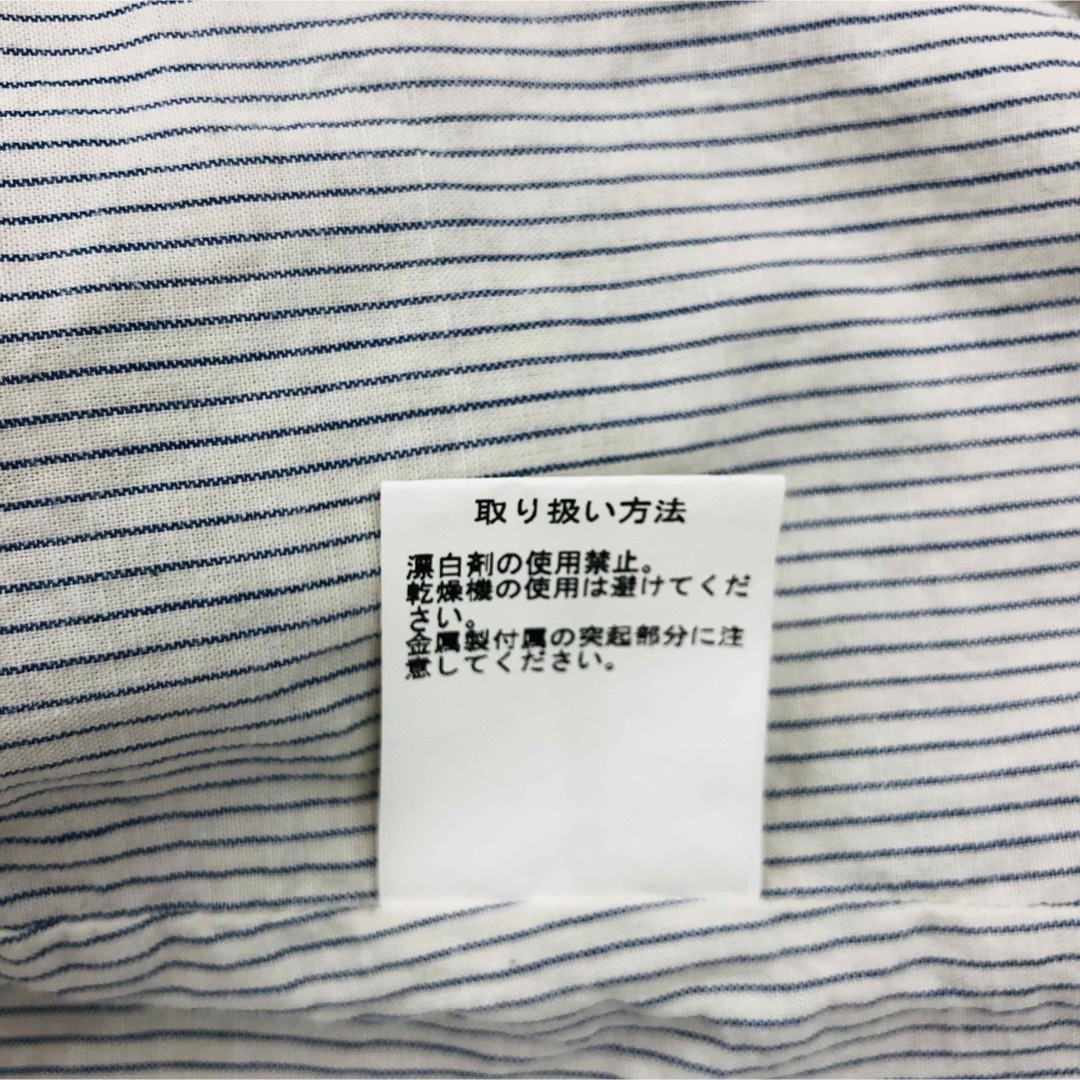 取り扱い方法
漂白剤の使用禁止。
乾燥機の使用は避けてくだ
さい。
金属製付属の突起部分に注
意してください。